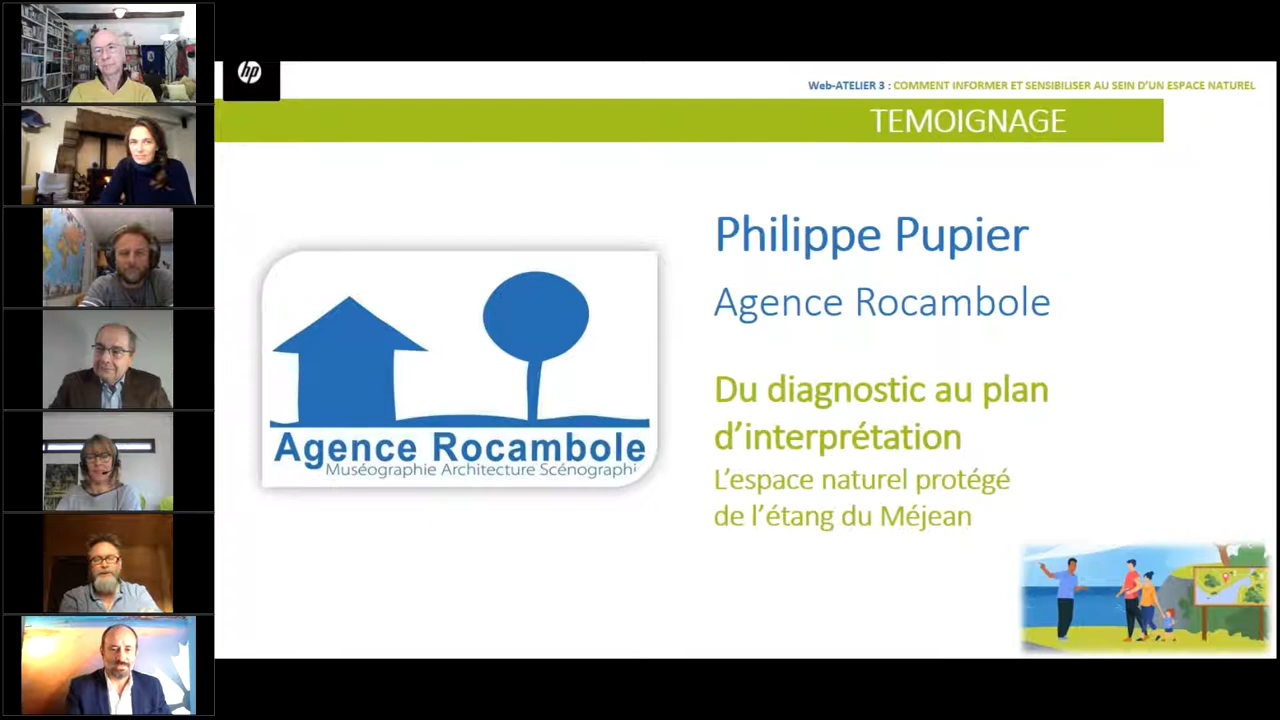 hp
Web-ATELIER 3 : COMMENT INFORMER ET SENSIBILISER AU SEIN D'UN ESPACE NATUREL
TEMOIGNAGE
Philippe Pupier
Agence Rocambole
Du diagnostic au plan
d'interprétation
L'espace naturel protégé
de l'étang du Méjean
Agence Rocambole
Muséographie Architecture Scénographi